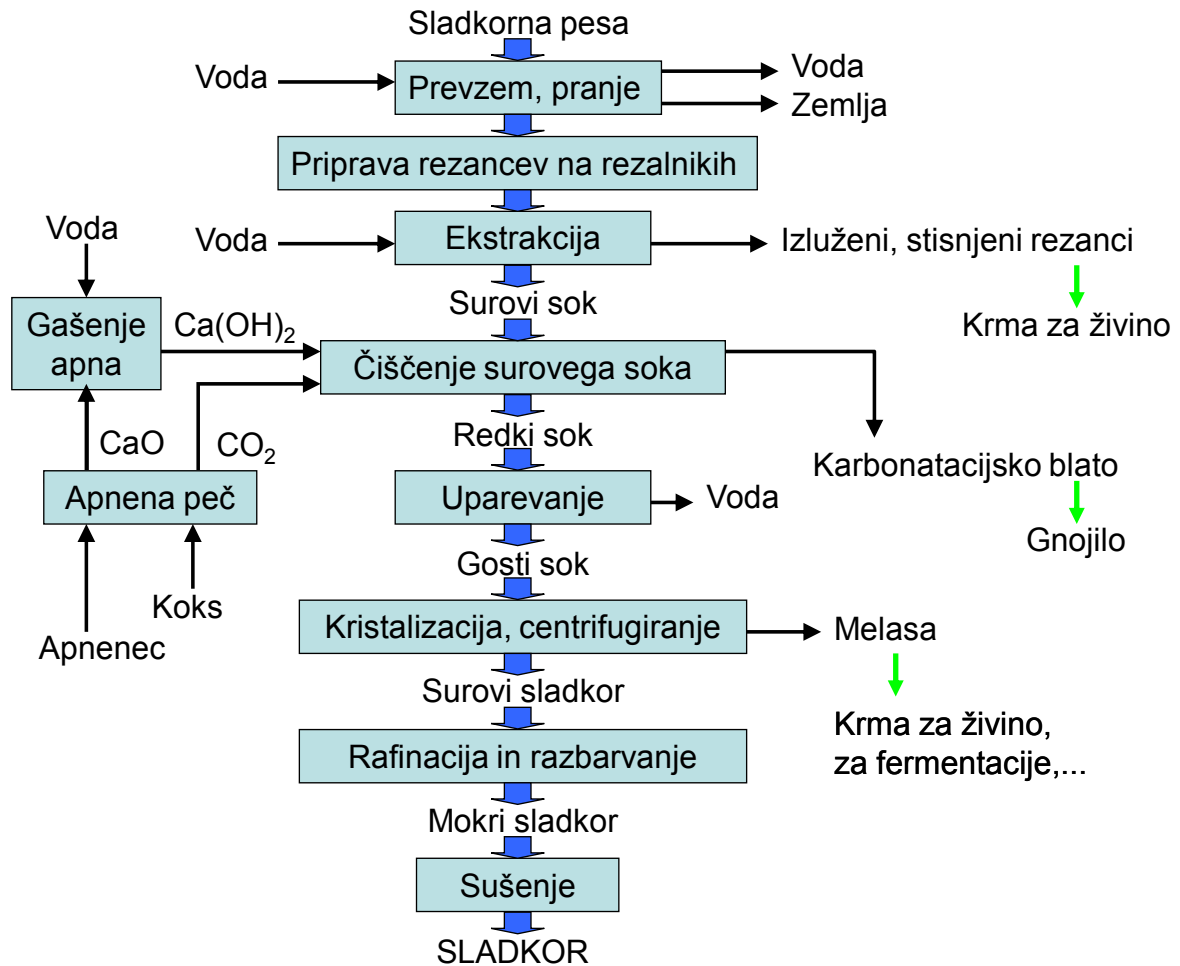 Sladkorna pesa
Voda
Prevzem, pranje
Voda
Zemlja
Priprava rezancev na rezalnikih
Voda
Voda
Ekstrakcija
Izluženi, stisnjeni rezanci
Surovi sok
Krma za živino
Gašenje
apna
Ca(OH)₂
Čiščenje surovega soka
CaO
CO₂
Redki sok
Karbonatacijsko blato
Apnena peč
Uparevanje
Voda
Gnojilo
Gosti sok
Koks
Apnenec
Kristalizacija, centrifugiranje
Melasa
Surovi sladkor
Krma za živino,
za fermentacije,...
Rafinacija in razbarvanje
Mokri sladkor
Sušenje
SLADKOR